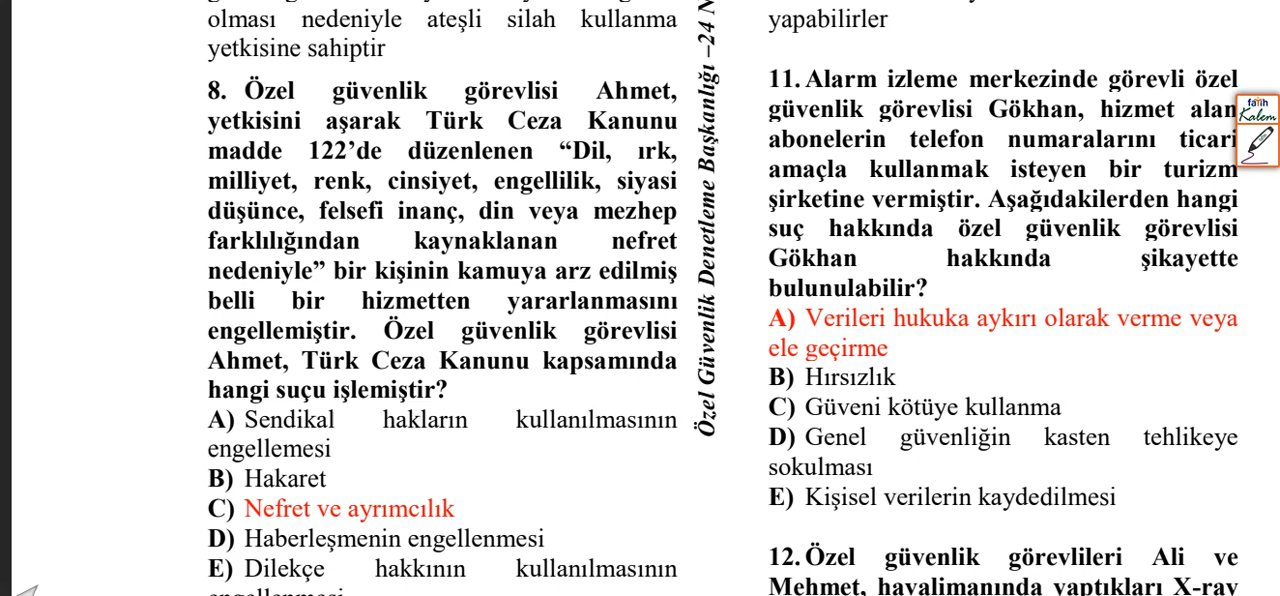 olması nedeniyle ateşli silah kullanma
yetkisine sahiptir
8. Özel güvenlik görevlisi Ahmet,
yetkisini aşarak Türk Ceza Kanunu
madde 122’de düzenlenen “Dil, ırk,
milliyet, renk, cinsiyet, engellilik, siyasi
düşünce, felsefi inanç, din veya mezhep
farklılığından kaynaklanan nefret
nedeniyle” bir kişinin kamuya arz edilmiş
belli bir hizmetten yararlanmasını
engellemiştir. Özel güvenlik görevlisi
Ahmet, Türk Ceza Kanunu kapsamında
hangi suçu işlemiştir?
A) Sendikal hakların kullanılmasının
engellemesi
B) Hakaret
C) Nefret ve ayrımcılık
D) Haberleşmenin engellenmesi
E) Dilekçe hakkının kullanılmasının
Özel Güvenlik Denetleme Başkanlığı –24
yapabilirler
11. Alarm izleme merkezinde görevli özel
güvenlik görevlisi Gökhan, hizmet alan
abonelerin telefon numaralarını ticari
amaçla kullanmak isteyen bir turizm
şirketine vermiştir. Aşağıdakilerden hangi
suç hakkında özel güvenlik görevlisi
Gökhan hakkında şikayette
bulunulabilir?
A) Verileri hukuka aykırı olarak verme veya
ele geçirme
B) Hırsızlık
C) Güveni kötüye kullanma
D) Genel güvenliğin kasten tehlikeye
sokulması
E) Kişisel verilerin kaydedilmesi
12. Özel güvenlik görevlileri Ali ve
Mehmet, havalimanında yaptıkları X-ray
fatih
Kalem